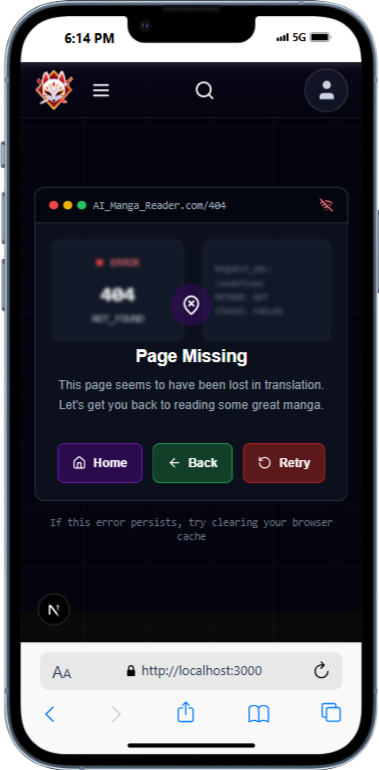 6:14 PM
5G
AI_Manga_Reader.com/404
ERROR
404
NOT_FOUND
REQUEST_URL:
/undefined
METHOD: GET
STATUS: FAILED
Page Missing
This page seems to have been lost in translation.
Let's get you back to reading some great manga.
Home
Back
Retry
If this error persists, try clearing your browser
cache
N
AA
http://localhost:3000